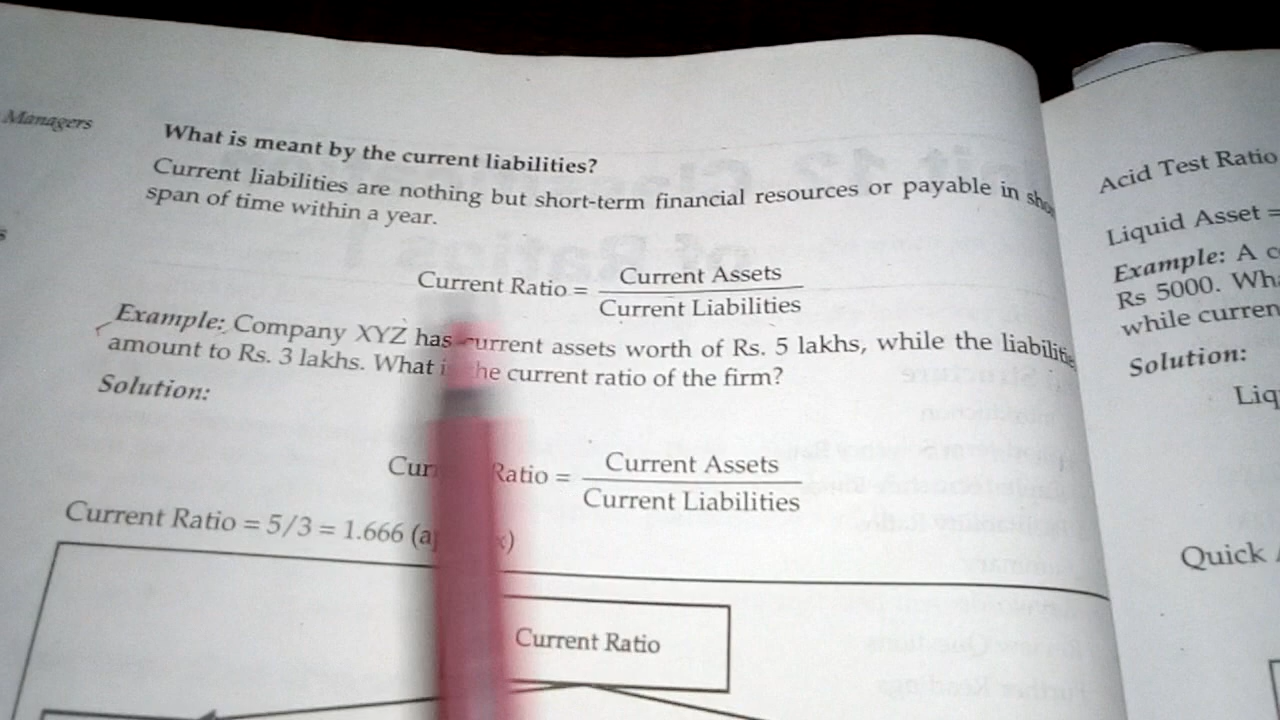 Managers
What is meant by the current liabilities?
Current liabilities are nothing but short-term financial resources or payable in
span of time within a year.
Current Ratio = Current Assets
Current Liabilities
Example: Company XYZ has current assets worth of Rs. 5 lakhs, while the
amount to Rs. 3 lakhs. What the current ratio of the firm?
Solution:
Ratio = Current Assets
Current Liabilities
Current Ratio = 5/3 = 1.666
Current Ratio
Acid Test Ratio
Liquid Asset =
Example: A
Rs 5000.
while
Solution:
Quick